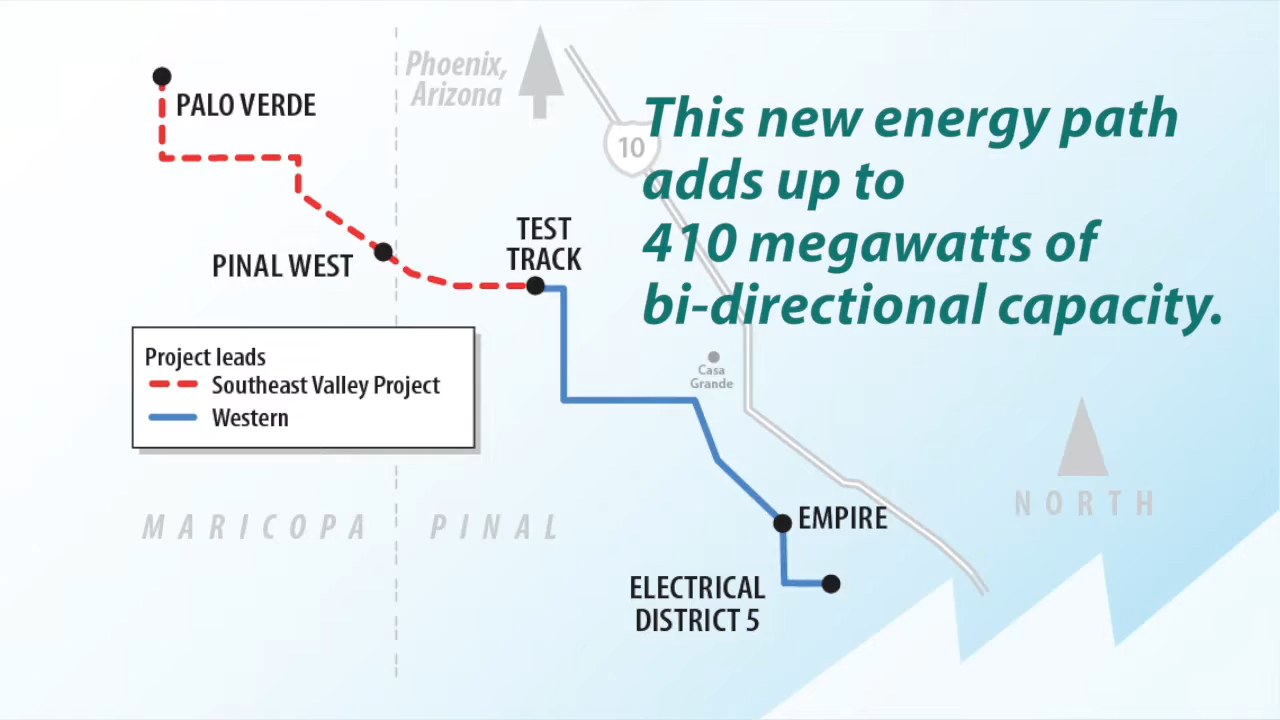 Phoenix,
Arizona
PALO VERDE
10
This new energy path
adds up to
410 megawatts of
bi-directional capacity.
TEST
TRACK
PINAL WEST
Project leads
Southeast Valley Project
Western
Casa
Grande
NORTH
MARICOPA
PINAL
EMPIRE
ELECTRICAL
DISTRICT 5